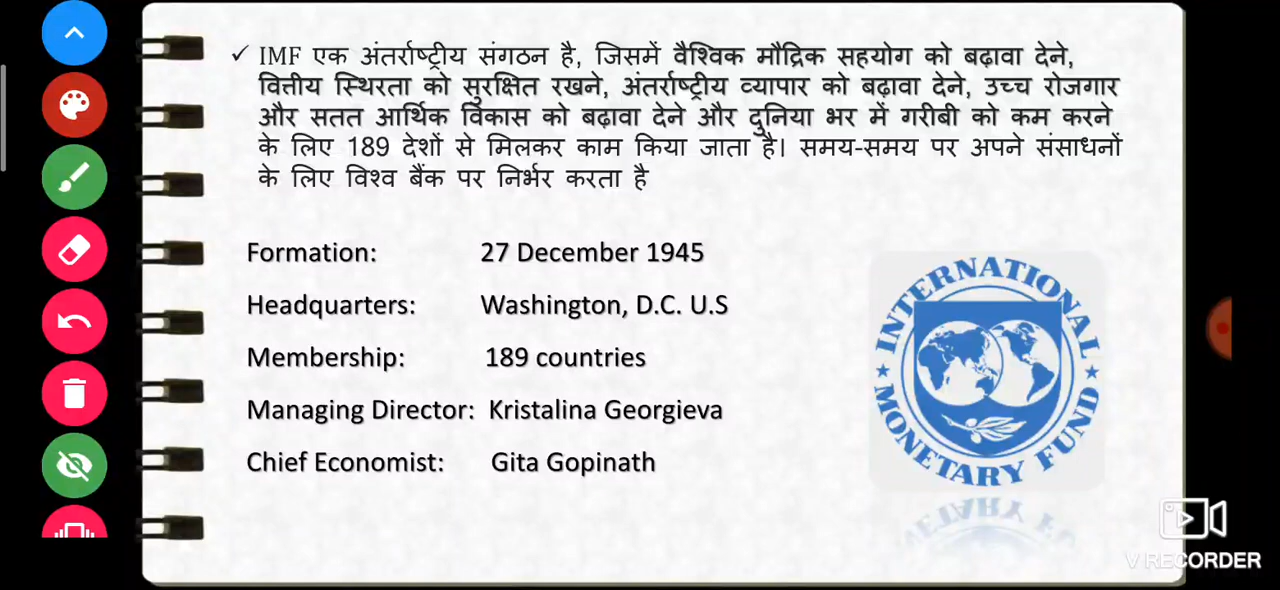 ✓ IMF एक अंतर्राष्ट्रीय संगठन है, जिसमें वैश्विक मौद्रिक सहयोग को बढ़ावा देने,
वित्तीय स्थिरता को सुरक्षित रखने, अंतर्राष्ट्रीय व्यापार को बढ़ावा देने, उच्च रोजगार
और सतत आर्थिक विकास को बढ़ावा देने और दुनिया भर में गरीबी को कम करने
के लिए 189 देशों से मिलकर काम किया जाता है। समय-समय पर अपने संसाधनों
के लिए विश्व बैंक पर निर्भर करता है
Formation: 27 December 1945
Headquarters: Washington, D.C. U.S
Membership: 189 countries
Managing Director: Kristalina Georgieva
Chief Economist: Gita Gopinath
INTERNATIONAL
MONETARY FUND
V RECORDER